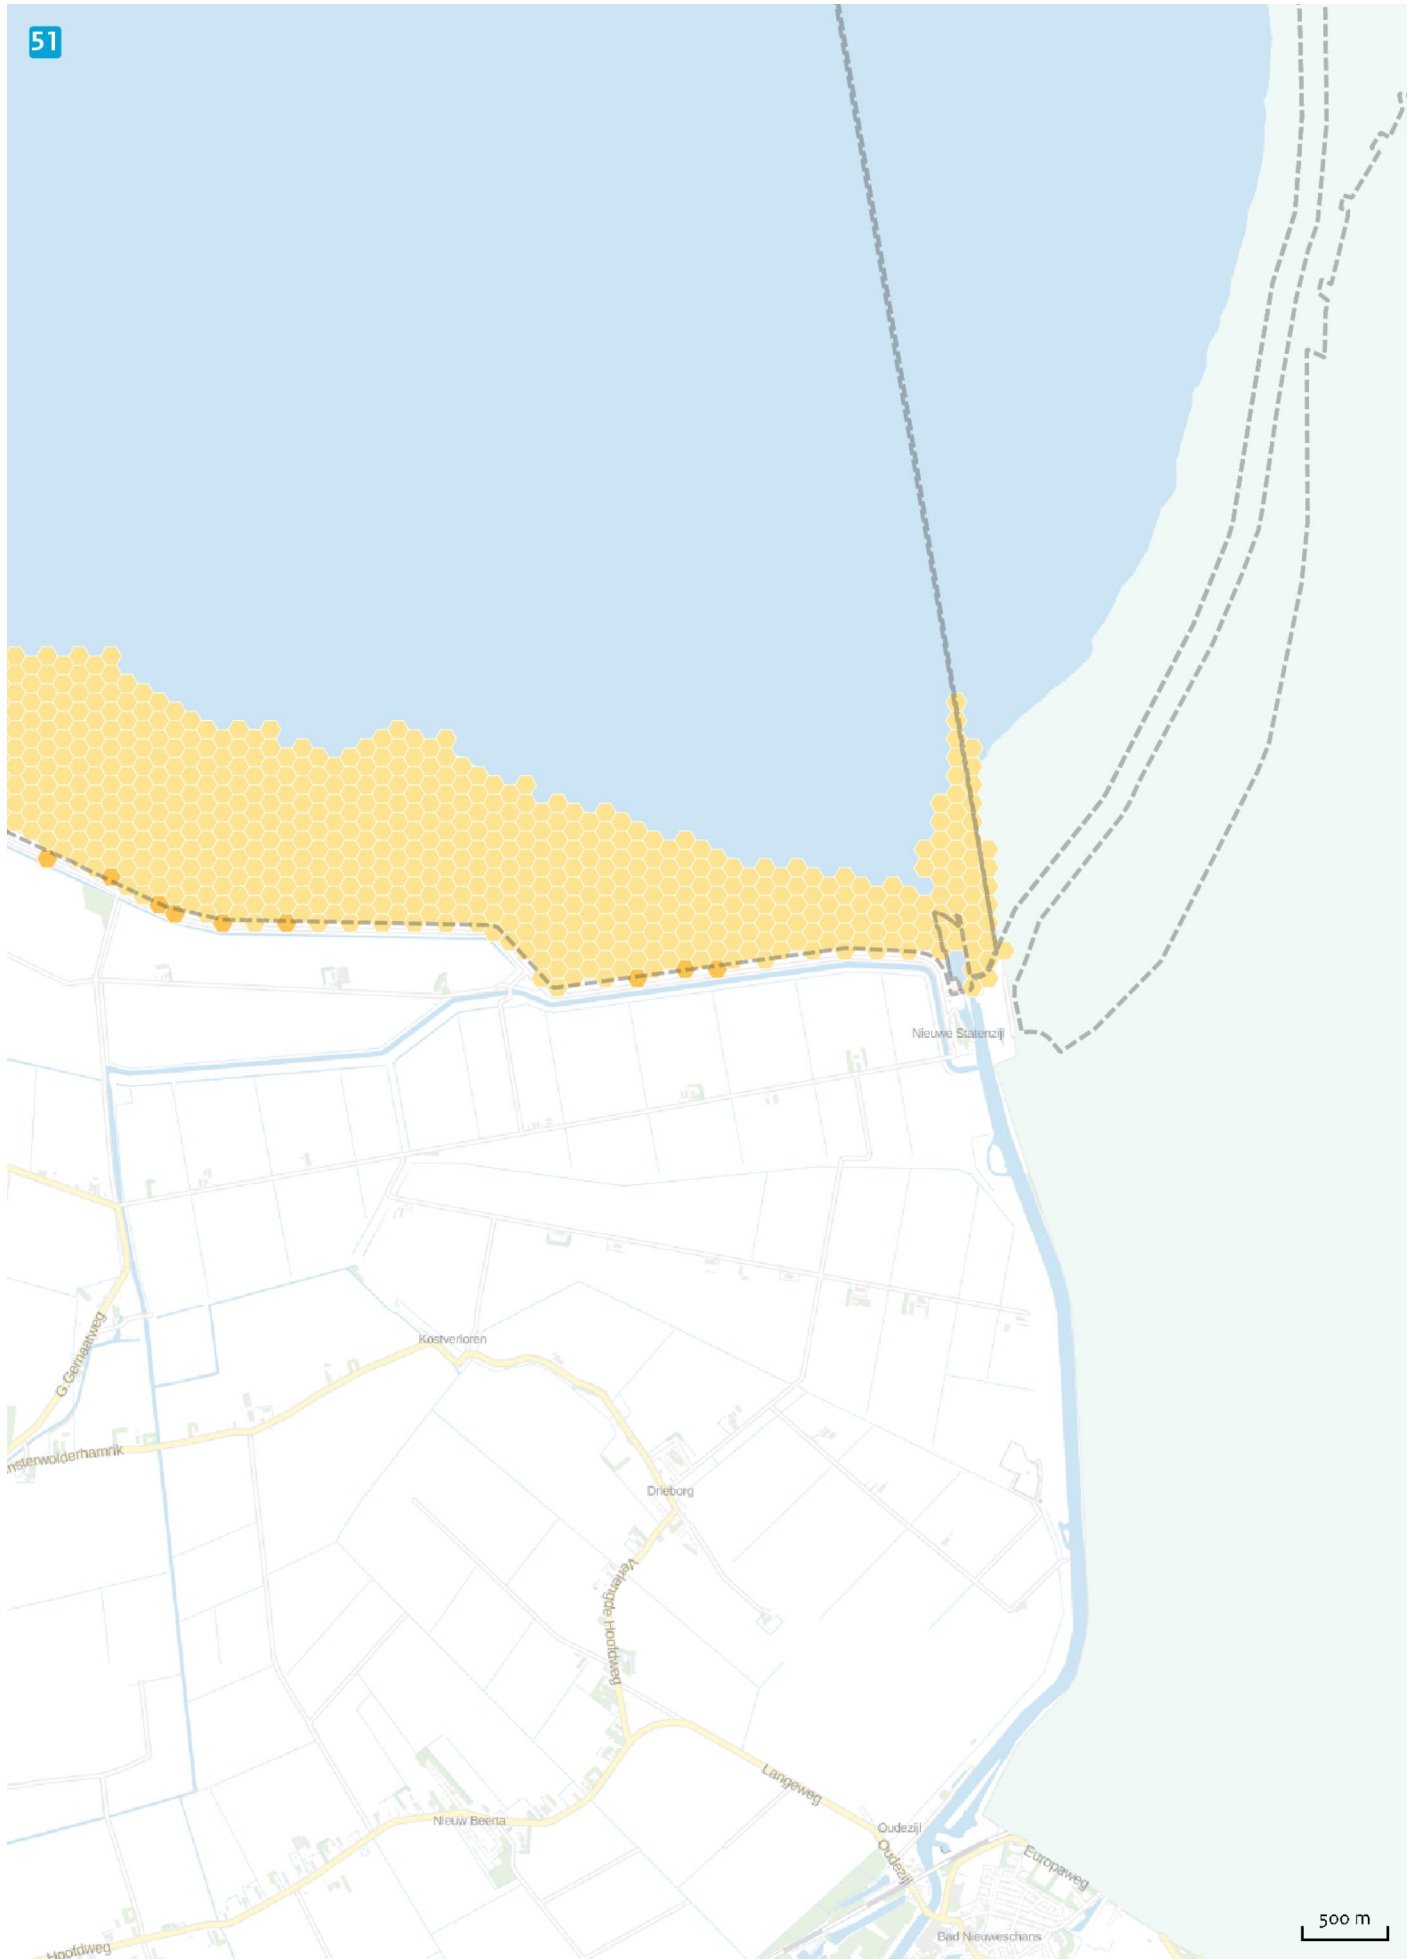 51
Nieuwe Statenzijl
Kostverloren
G.Gernaatweg
nsterwolderhamrik
Drieborg
Verlengde Hoofdweg
Langeweg
Nieuw Beerta
Oudezijl
Oudezijl
Europaweg
500 m
Bad Nieuweschans
Hoofdweg